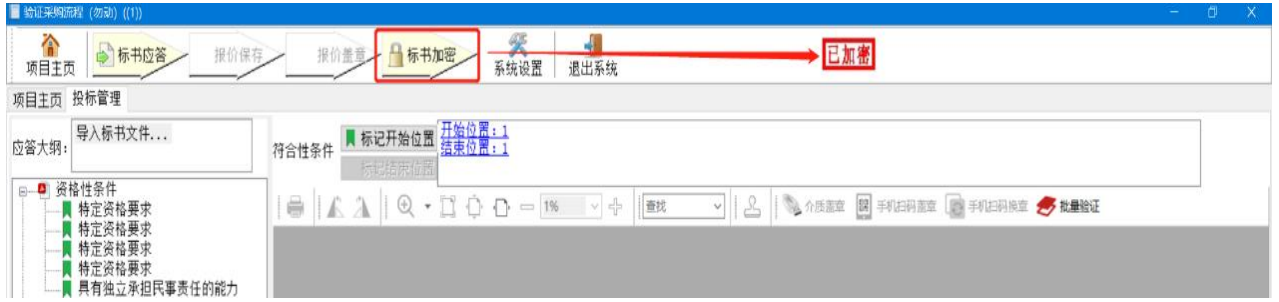 验证采购流程（勿动）((1))
项目主页 标书应答 报价保存 报价盖章 标书加密 系统设置 退出系统 已加密
项目主页 投标管理
应答大纲： 导入标书文件...
符合性条件 标记开始位置 开始位置：1
标记结束位置 结束位置：1
1% 查找 介质盖章 手机扫码盖章 手机扫码换章 批量验证
资格性条件
特定资格要求
特定资格要求
特定资格要求
特定资格要求
具有独立承担民事责任的能力